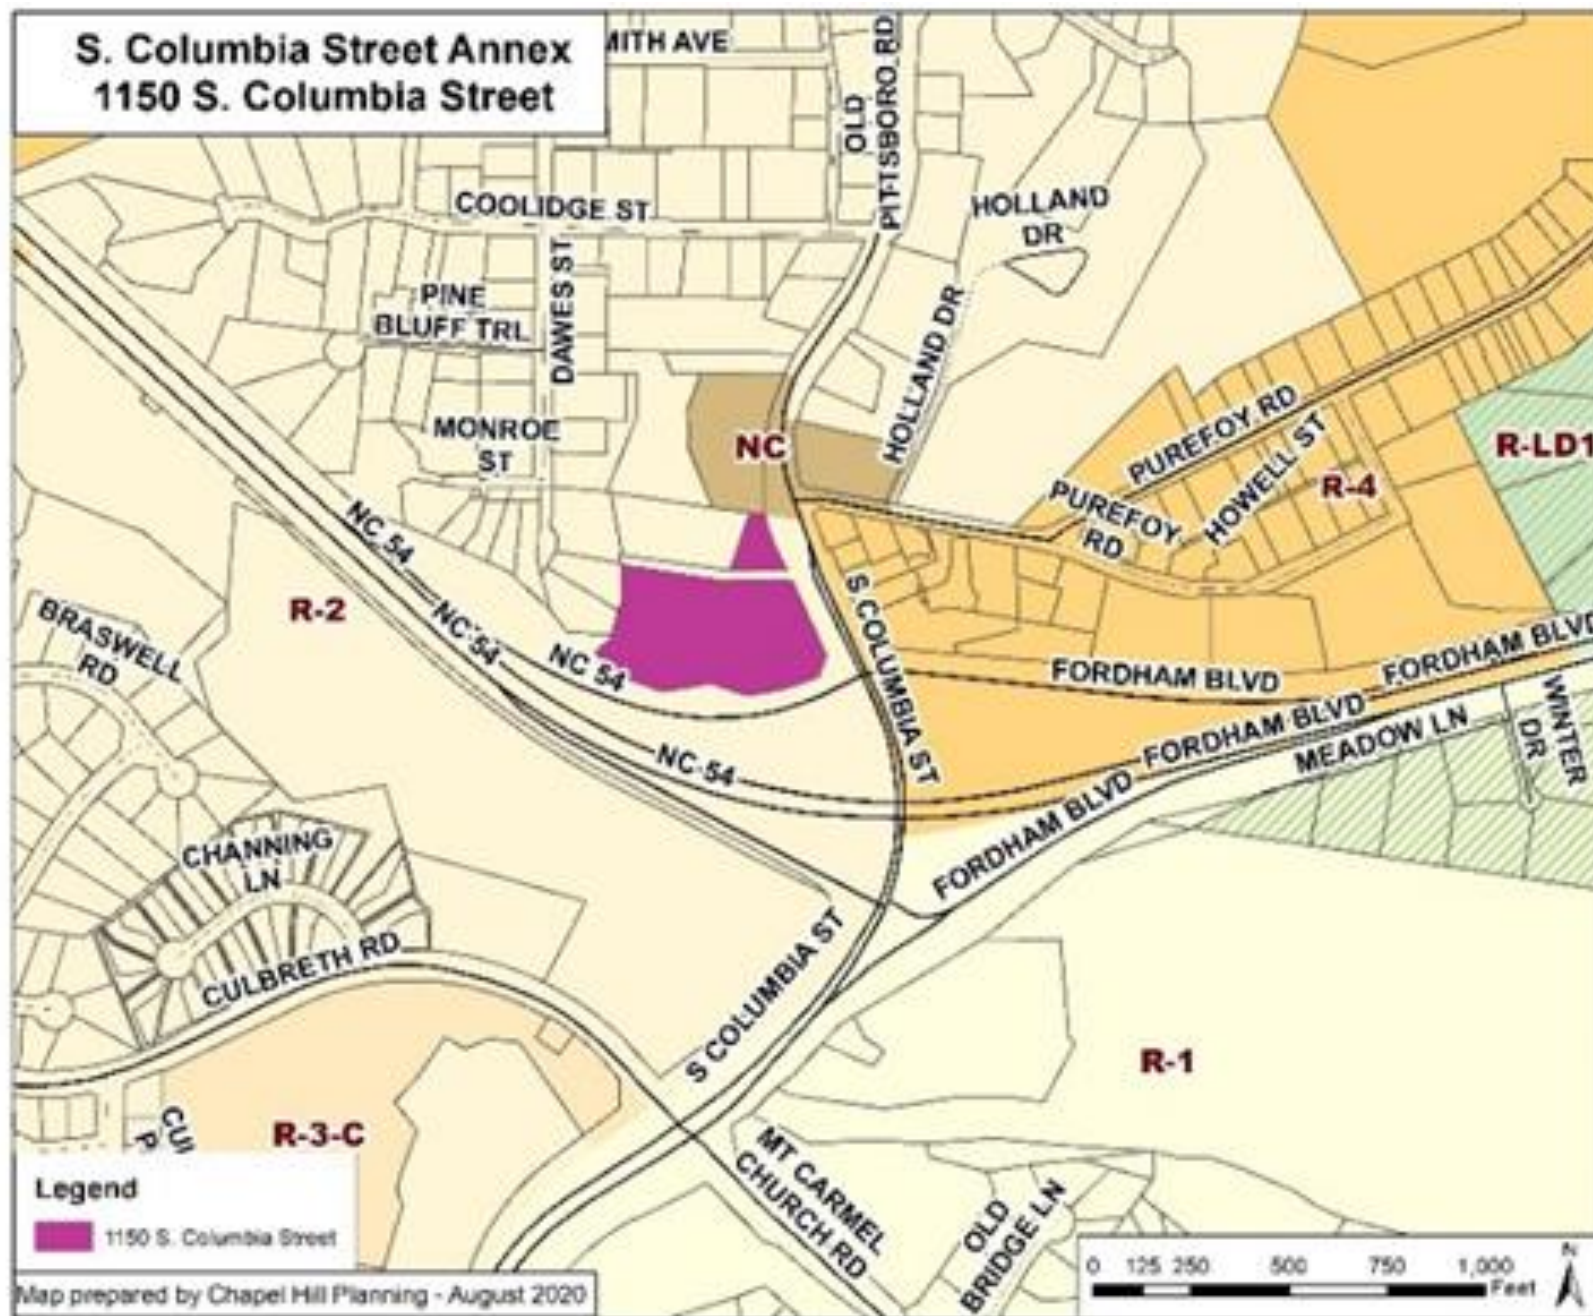 S. Columbia Street Annex
1150 S. Columbia Street
MITH AVE
OLD
PITTSBORO RD
COOLIDGE ST
HOLLAND
DR
PINE
BLUFF TRL
DAWES ST
HOLLAND DR
MONROE
ST
NC
PUREFOY RD
HOWELL ST
R-LD1
R-4
PUREFOY
RD
NC 54
R-2
BRASWELL
RD
NC 54
NC 54
S COLUMBIA ST
FORDHAM BLVD
FORDHAM BLVD
FORDHAM BLVD
MEADOW LN
WINTER
DR
NC 54
FORDHAM BLVD
CHANNING
LN
CULBRETH RD
S COLUMBIA ST
R-1
R-3-C
CUL
P
MT CARMEL
CHURCH RD
OLD
BRIDGE LN
Legend
1150 S. Columbia Street
Map prepared by Chapel Hill Planning - August 2020
0 125 250 500 750 1,000
Feet
N